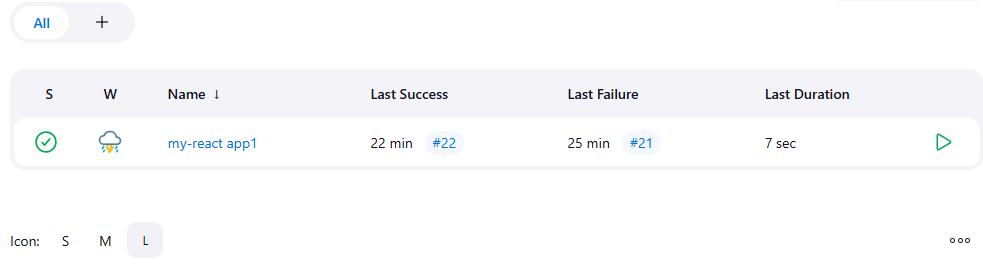 All +
S W Name ↓ Last Success Last Failure Last Duration
my-react app1 22 min #22 25 min #21 7 sec
Icon: S M L